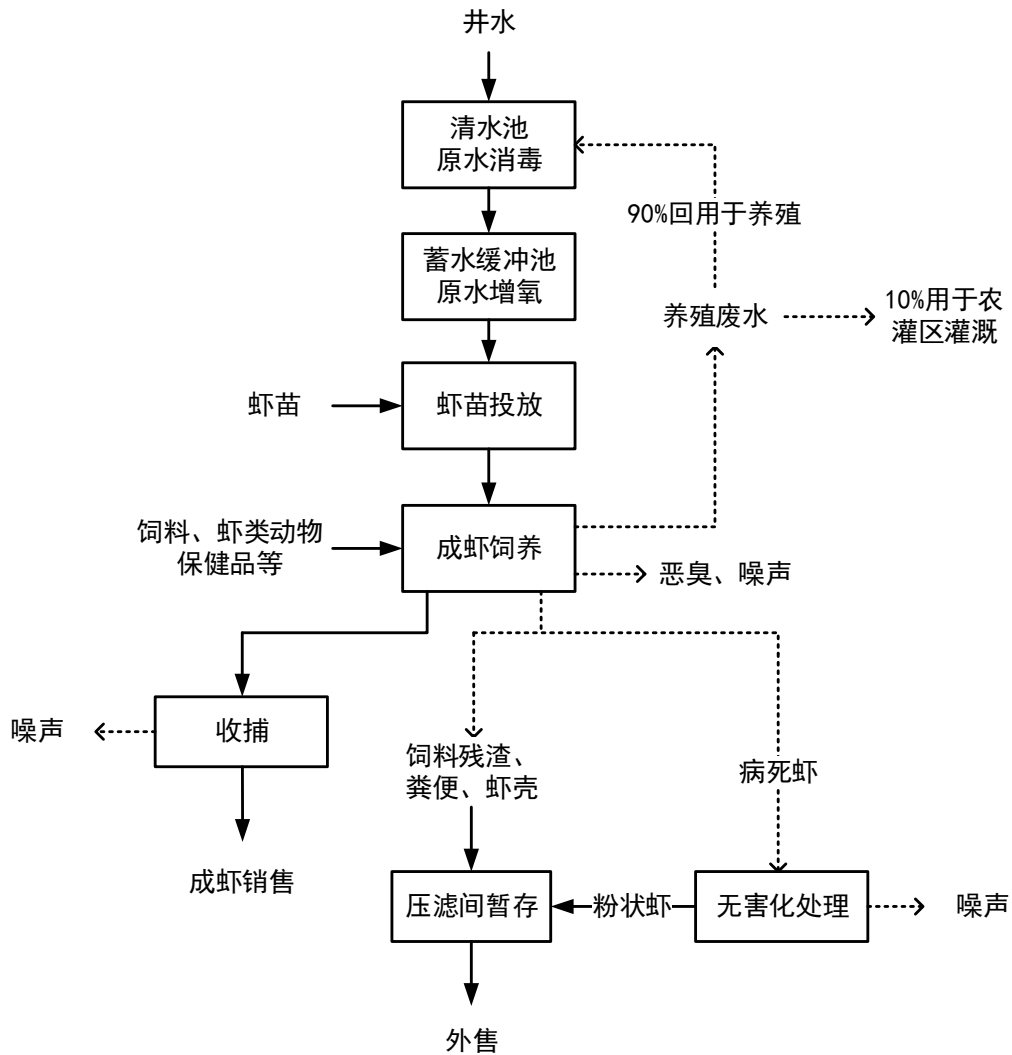 井水
清水池
原水消毒
90%回用于养殖
蓄水缓冲池
原水增氧
养殖废水
10%用于农
灌区灌溉
虾苗
虾苗投放
饲料、虾类动物
保健品等
成虾饲养
恶臭、噪声
噪声
收捕
饲料残渣、
粪便、虾壳
病死虾
成虾销售
压滤间暂存
粉状虾
无害化处理
噪声
外售